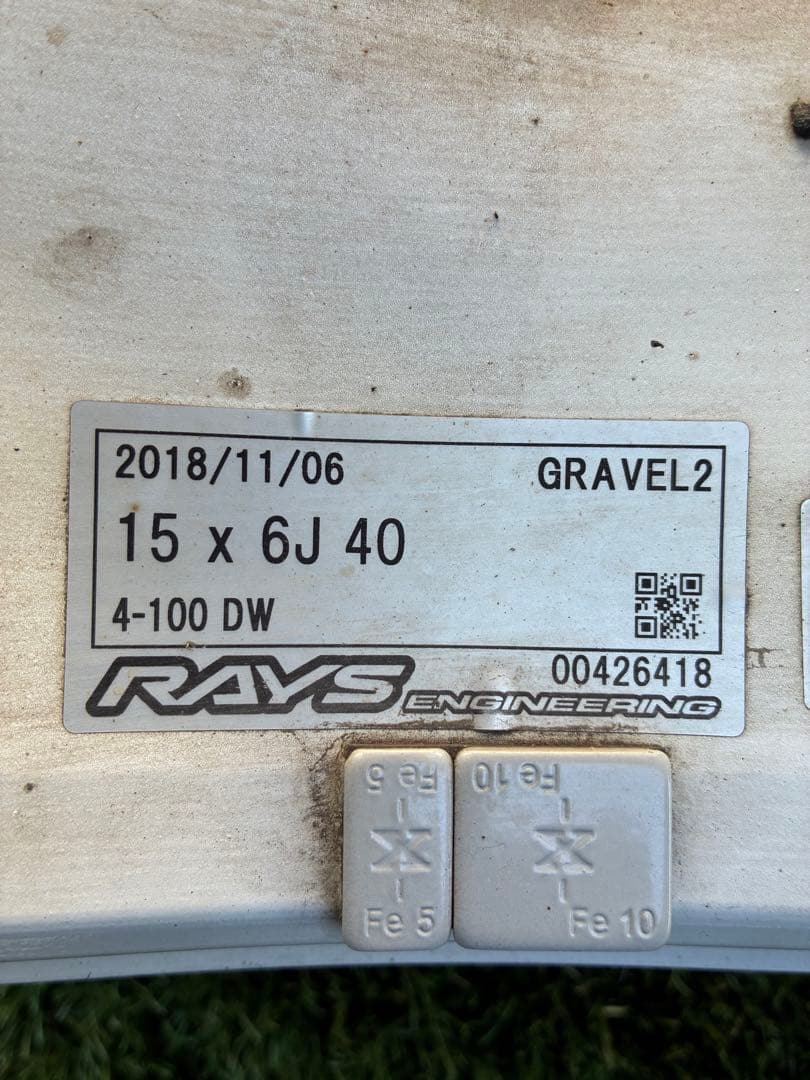 2018/11/06 GRAVEL2
15 x 6J 40
4-100 DW
00426418
RAYS ENGINEERING
Fe 5 Fe 10
Fe 5 Fe 10